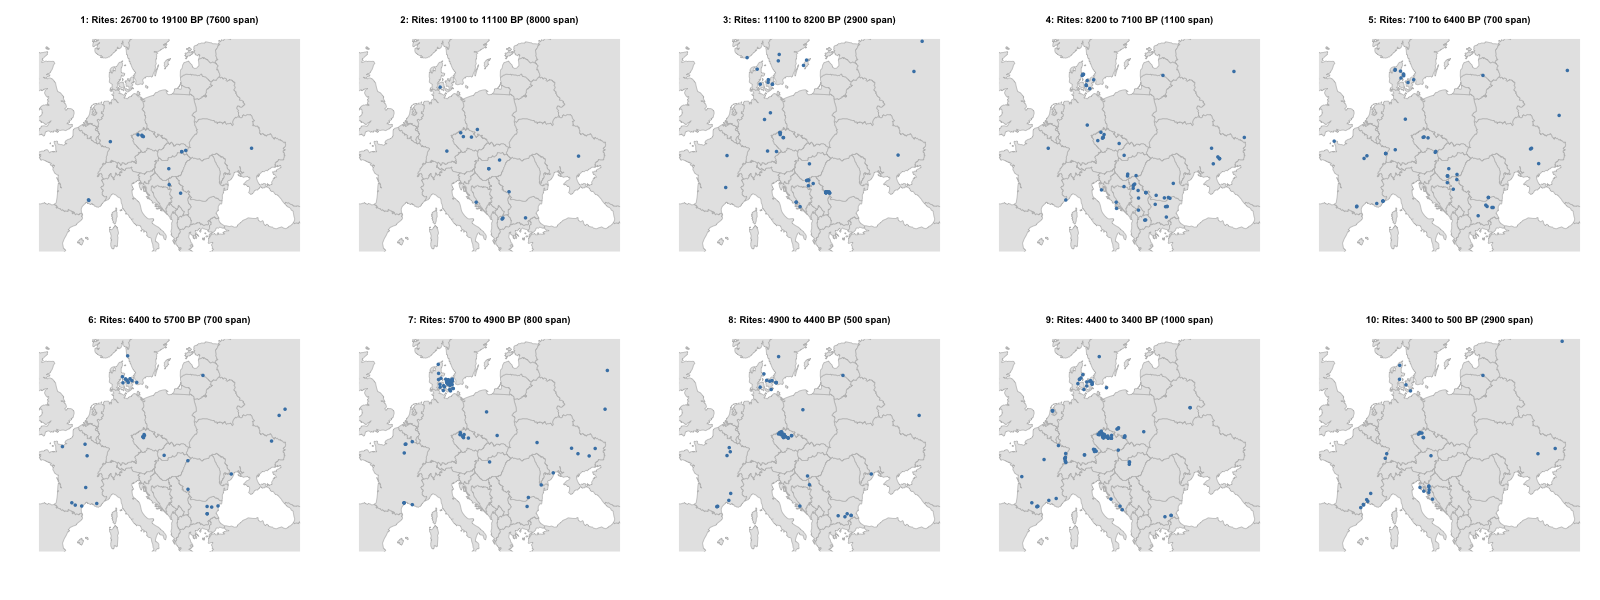 1: Rites: 26700 to 19100 BP (7600 span)
2: Rites: 19100 to 11100 BP (8000 span)
3: Rites: 11100 to 8200 BP (2900 span)
4: Rites: 8200 to 7100 BP (1100 span)
5: Rites: 7100 to 6400 BP (700 span)
6: Rites: 6400 to 5700 BP (700 span)
7: Rites: 5700 to 4900 BP (800 span)
8: Rites: 4900 to 4400 BP (500 span)
9: Rites: 4400 to 3400 BP (1000 span)
10: Rites: 3400 to 500 BP (2900 span)